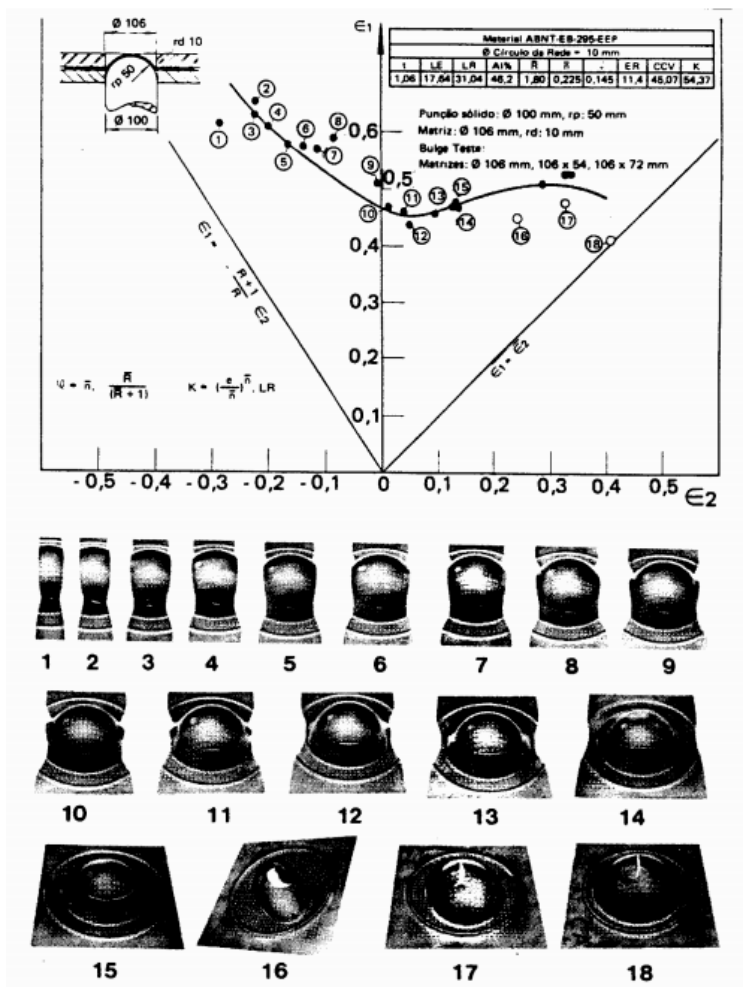 Ø 106
rd 10
rp 50
Ø 100
∈1
Material ABNT-EB-295-EEP
Ø Círculo de Rede = 10 mm
t LE LR Al% R̄ n̄ ER CCV K
1,06 17,64 31,04 46,2 1,80 0,225 0,145 11,4 45,07 54,37
Punção sólido: Ø 100 mm, rp: 50 mm
Matriz: Ø 106 mm, rd: 10 mm
Bulge Teste:
Matrizes: Ø 106 mm, 106 x 54, 106 x 72 mm
0,6
0,5
0,4
0,3
0,2
0,1
1 2 3 4 5 6 7 8 9
10 11 12 13 14 15 16 17 18
∈1 = - R̄+1/R̄ ∈2
∈1 = ∈2
φ = n̄, R̄/(R̄+1) K = (e/n̄)^n̄ . LR
- 0,5 - 0,4 - 0,3 - 0,2 - 0,1 0 0,1 0,2 0,3 0,4 0,5
∈2
1 2 3 4 5 6 7 8 9
10 11 12 13 14
15 16 17 18